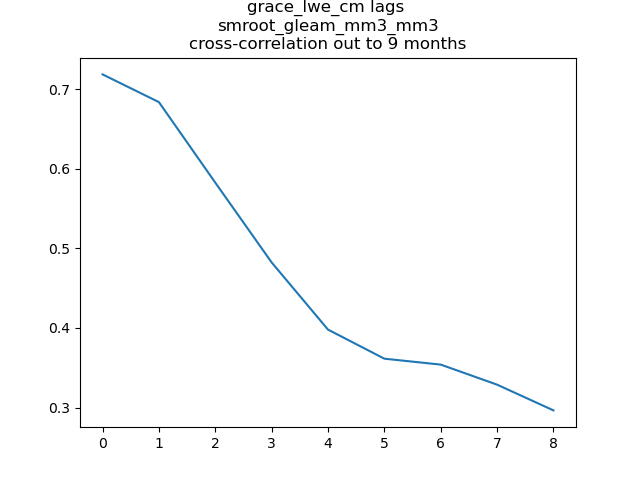 grace_lwe_cm lags
smroot_gleam_mm3_mm3
cross-correlation out to 9 months
0.7
0.6
0.5
0.4
0.3
0 1 2 3 4 5 6 7 8